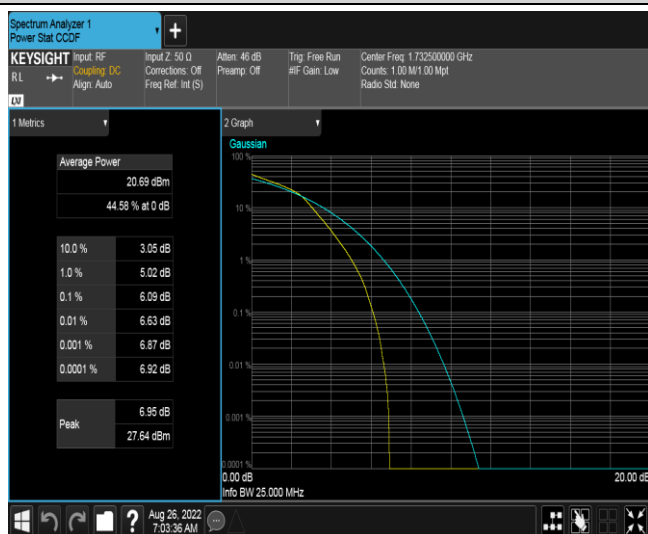 Spectrum Analyzer 1
Power Stat CCDF
+
KEYSIGHT
RL
LXI
Input: RF
Coupling: DC
Align: Auto
Input Z: 50 Ω
Corrections: Off
Freq Ref: Int (S)
Atten: 46 dB
Preamp: Off
Trig: Free Run
#IF Gain: Low
Center Freq: 1.732500000 GHz
Counts: 1.00 M/1.00 Mpt
Radio Std: None
1 Metrics
Average Power
20.69 dBm
44.58 % at 0 dB
10.0 % 3.05 dB
1.0 % 5.02 dB
0.1 % 6.09 dB
0.01 % 6.63 dB
0.001 % 6.87 dB
0.0001 % 6.92 dB
Peak 6.95 dB
27.64 dBm
2 Graph
Gaussian
100 %
10 %
1 %
0.1 %
0.01 %
0.001 %
0.0001 %
0.00 dB
20.00 dB
Info BW 25.000 MHz
?
Aug 26, 2022
7:03:36 AM